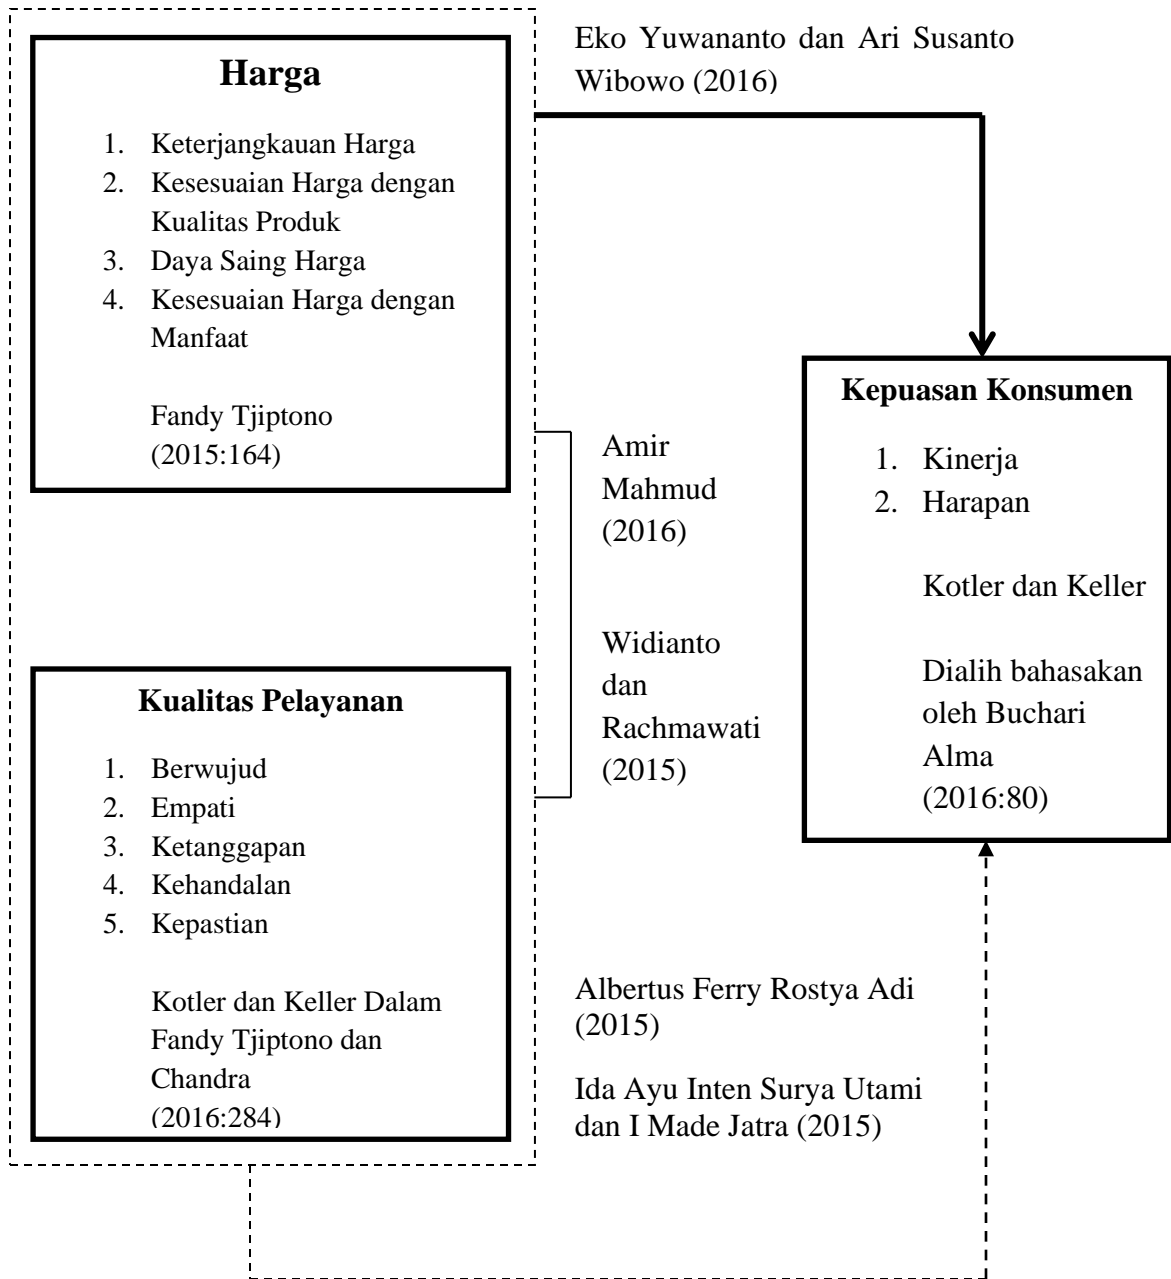 Eko Yuwananto dan Ari Susanto
Wibowo (2016)
Harga
1. Keterjangkauan Harga
2. Kesesuaian Harga dengan
Kualitas Produk
3. Daya Saing Harga
4. Kesesuaian Harga dengan
Manfaat
Fandy Tjiptono
(2015:164)
Amir
Mahmud
(2016)
Widianto
dan
Rachmawati
(2015)
Kepuasan Konsumen
1. Kinerja
2. Harapan
Kotler dan Keller
Dialih bahasakan
oleh Buchari
Alma
(2016:80)
Kualitas Pelayanan
1. Berwujud
2. Empati
3. Ketanggapan
4. Kehandalan
5. Kepastian
Kotler dan Keller Dalam
Fandy Tjiptono dan
Chandra
(2016:284)
Albertus Ferry Rostya Adi
(2015)
Ida Ayu Inten Surya Utami
dan I Made Jatra (2015)